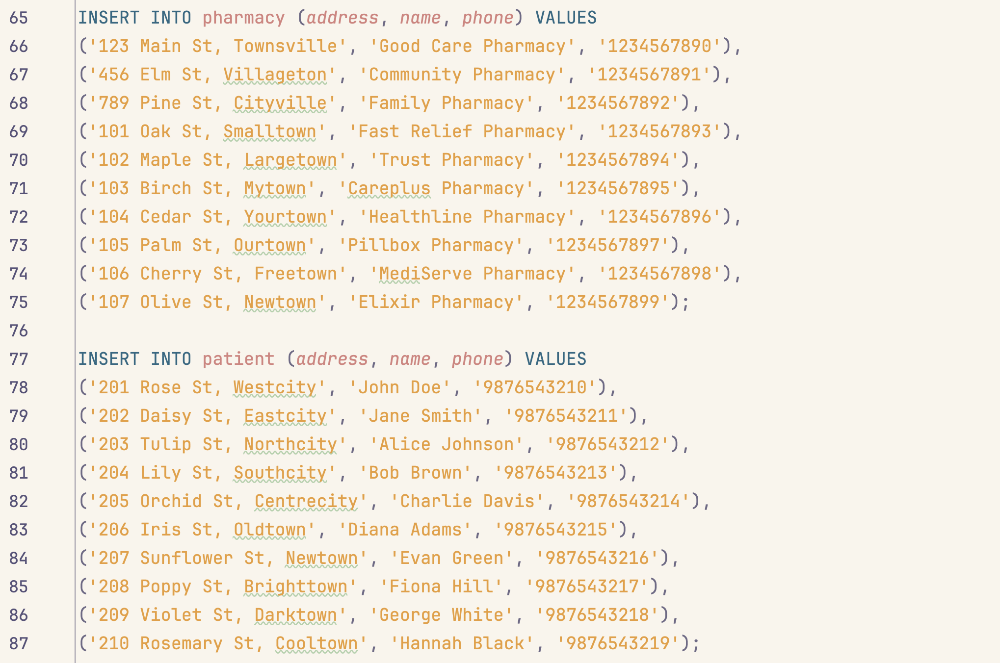 65 INSERT INTO pharmacy (address, name, phone) VALUES
66 ('123 Main St, Townsville', 'Good Care Pharmacy', '1234567890'),
67 ('456 Elm St, Villageton', 'Community Pharmacy', '1234567891'),
68 ('789 Pine St, Cityville', 'Family Pharmacy', '1234567892'),
69 ('101 Oak St, Smalltown', 'Fast Relief Pharmacy', '1234567893'),
70 ('102 Maple St, Largetown', 'Trust Pharmacy', '1234567894'),
71 ('103 Birch St, Mytown', 'Careplus Pharmacy', '1234567895'),
72 ('104 Cedar St, Yourtown', 'Healthline Pharmacy', '1234567896'),
73 ('105 Palm St, Ourtown', 'Pillbox Pharmacy', '1234567897'),
74 ('106 Cherry St, Freetown', 'MediServe Pharmacy', '1234567898'),
75 ('107 Olive St, Newtown', 'Elixir Pharmacy', '1234567899');
76
77 INSERT INTO patient (address, name, phone) VALUES
78 ('201 Rose St, Westcity', 'John Doe', '9876543210'),
79 ('202 Daisy St, Eastcity', 'Jane Smith', '9876543211'),
80 ('203 Tulip St, Northcity', 'Alice Johnson', '9876543212'),
81 ('204 Lily St, Southcity', 'Bob Brown', '9876543213'),
82 ('205 Orchid St, Centrecity', 'Charlie Davis', '9876543214'),
83 ('206 Iris St, Oldtown', 'Diana Adams', '9876543215'),
84 ('207 Sunflower St, Newtown', 'Evan Green', '9876543216'),
85 ('208 Poppy St, Brighttown', 'Fiona Hill', '9876543217'),
86 ('209 Violet St, Darktown', 'George White', '9876543218'),
87 ('210 Rosemary St, Cooltown', 'Hannah Black', '9876543219');